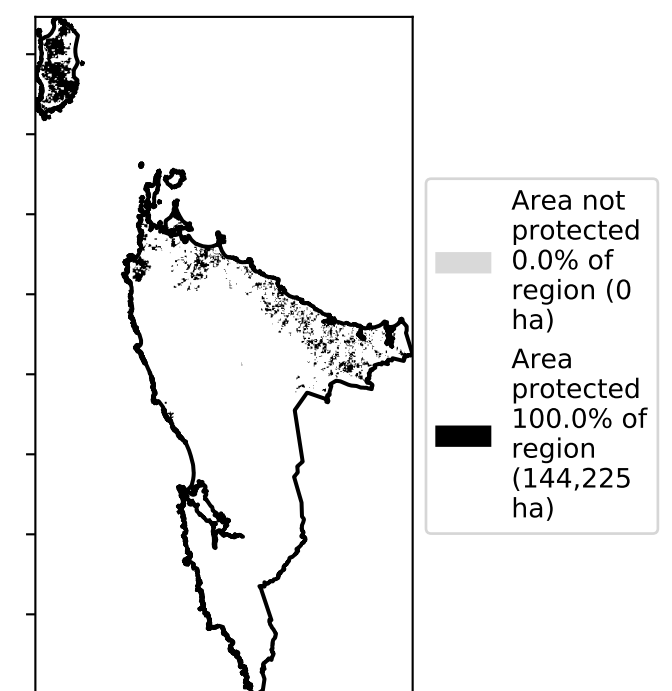 Area not
protected
0.0% of
region (0
ha)
Area
protected
100.0% of
region
(144,225
ha)